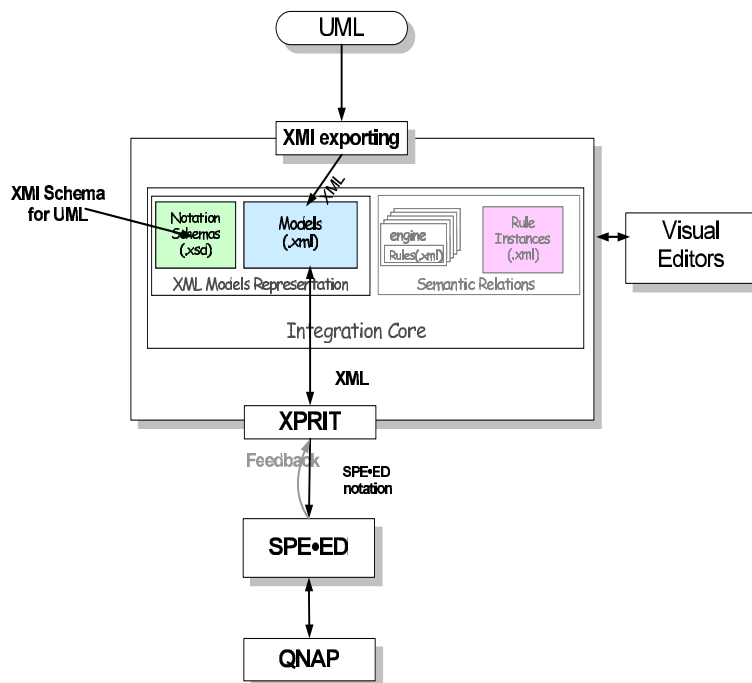 UML
XMI exporting
XML
XMI Schema
for UML
Notation
Schemas
(.xsd)
Models
(.xml)
XML Models Representation
engine
Rules(.xml)
Rule
Instances
(.xml)
Semantic Relations
Integration Core
Visual
Editors
XML
XPRIT
Feedback
SPE•ED
notation
SPE•ED
QNAP